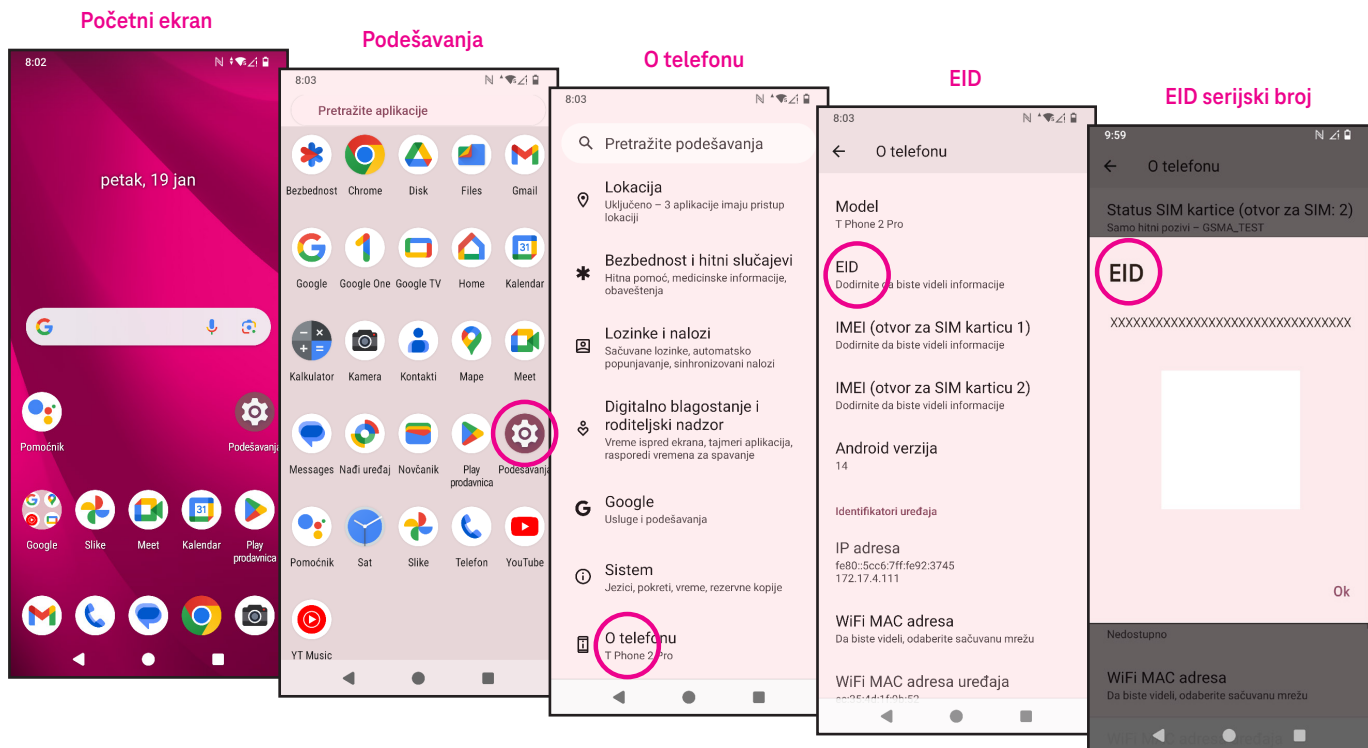 Početni ekran
8:02
petak, 19 jan
Pomoćnik
Podešavanja
Google
Slike
Meet
Kalendar
Play
prodavnica
Podešavanja
8:03
Pretražite aplikacije
Bezbednost
Chrome
Disk
Files
Gmail
Google
Google One
Google TV
Home
31
Kalendar
Kalkulator
Kamera
Kontakti
Mape
Meet
Messages
Nađi uređaj
Novčanik
Play
prodavnica
Podešavanja
Pomoćnik
Sat
Slike
Telefon
YouTube
YT Music
O telefonu
8:03
Pretražite podešavanja
Lokacija
Uključeno – 3 aplikacije imaju pristup
lokaciji
Bezbednost i hitni slučajevi
Hitna pomoć, medicinske informacije,
obaveštenja
Lozinke i nalozi
Sačuvane lozinke, automatsko
popunjavanje, sinhronizovani nalozi
Digitalno blagostanje i
roditeljski nadzor
Vreme ispred ekrana, tajmeri aplikacija,
rasporedi vremena za spavanje
Google
Usluge i podešavanja
Sistem
Jezici, pokreti, vreme, rezervne kopije
O telefonu
T Phone 2 Pro
EID
8:03
O telefonu
Model
T Phone 2 Pro
EID
Dodirnite da biste videli informacije
IMEI (otvor za SIM karticu 1)
Dodirnite da biste videli informacije
IMEI (otvor za SIM karticu 2)
Dodirnite da biste videli informacije
Android verzija
14
Identifikatori uređaja
IP adresa
fe80::5cc6:7ff:fe92:3745
172.17.4.111
WiFi MAC adresa
Da biste videli, odaberite sačuvanu mrežu
WiFi MAC adresa uređaja
EID serijski broj
9:59
O telefonu
Status SIM kartice (otvor za SIM: 2)
Samo hitni pozivi – GSMA_TEST
EID
XXXXXXXXXXXXXXXXXXXXXXXXXXXXXXXX
Ok
Nedostupno
WiFi MAC adresa
Da biste videli, odaberite sačuvanu mrežu